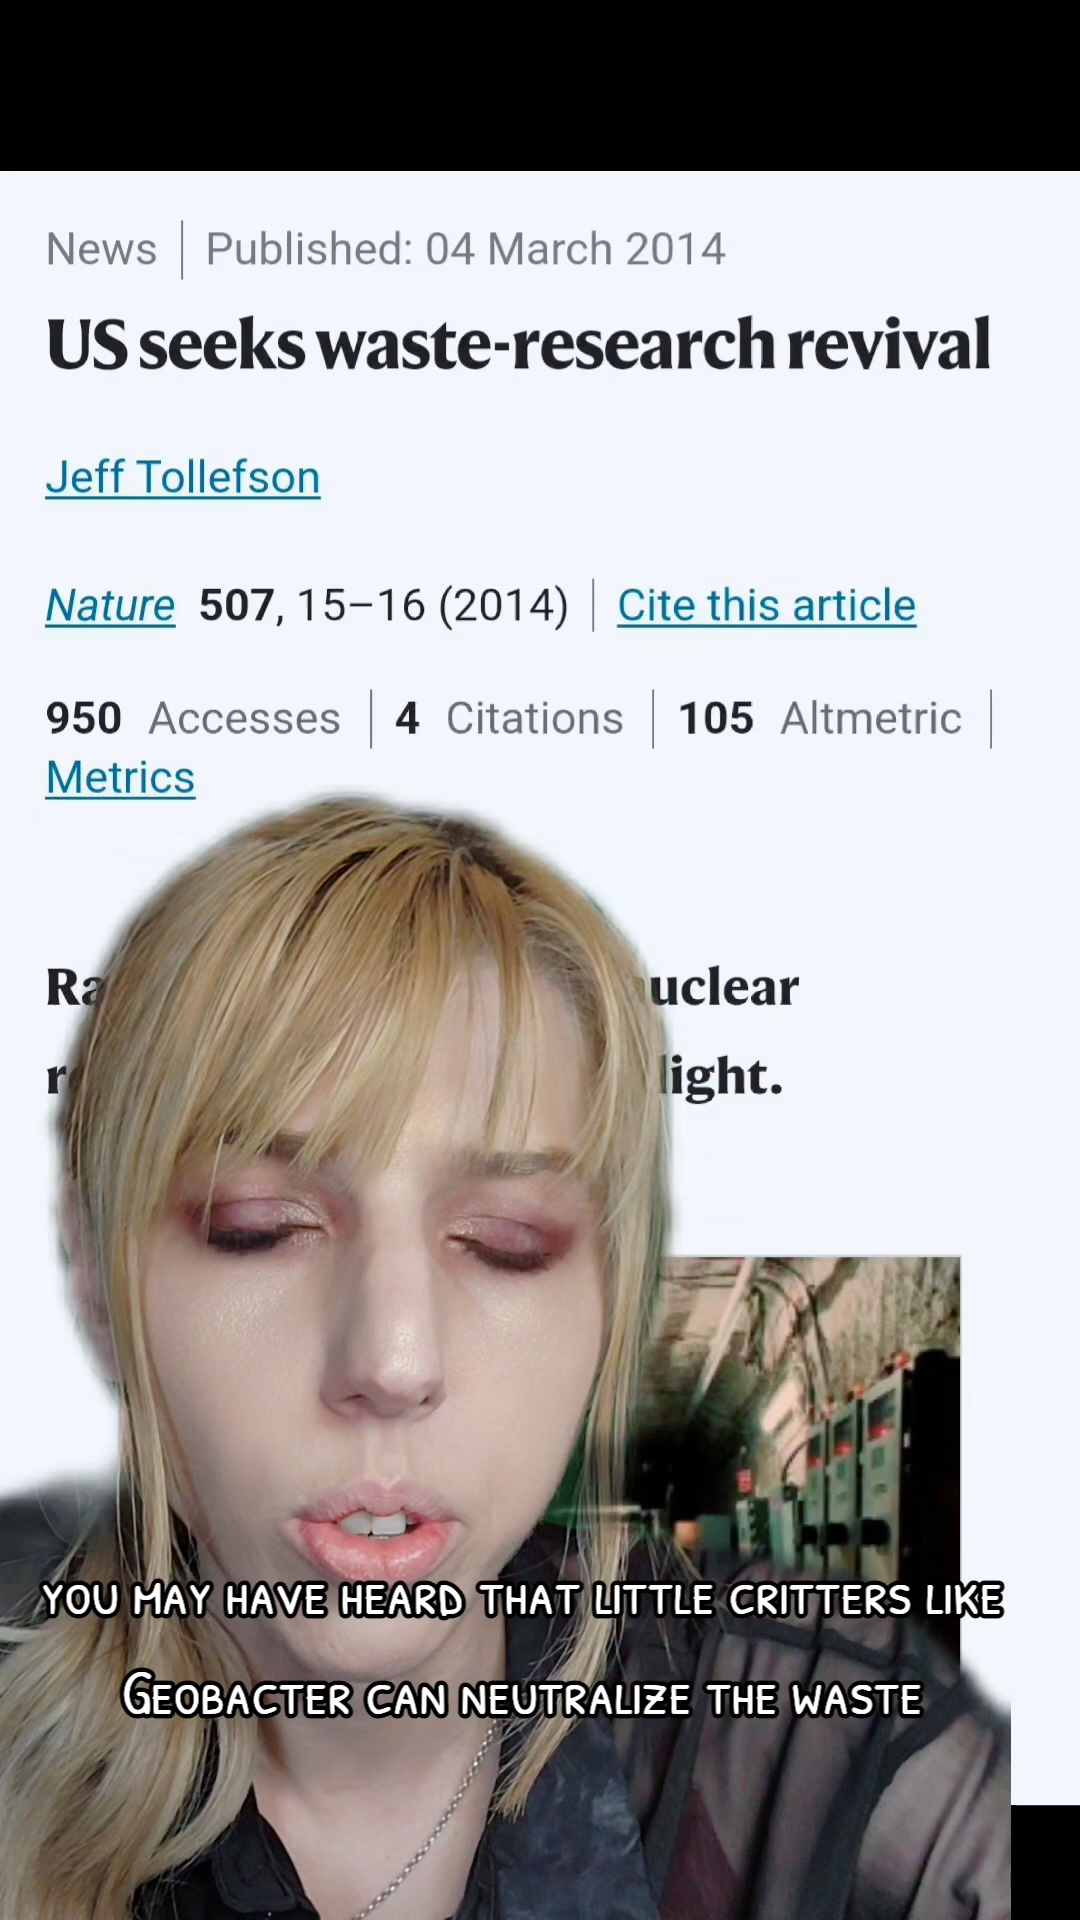 News | Published: 04 March 2014
US seeks waste-research revival
Jeff Tollefson
Nature 507, 15–16 (2014) | Cite this article
950 Accesses | 4 Citations | 105 Altmetric |
Metrics
light.
YOU MAY HAVE HEARD THAT LITTLE CRITTERS LIKE
GEOBACTER CAN NEUTRALIZE THE WASTE